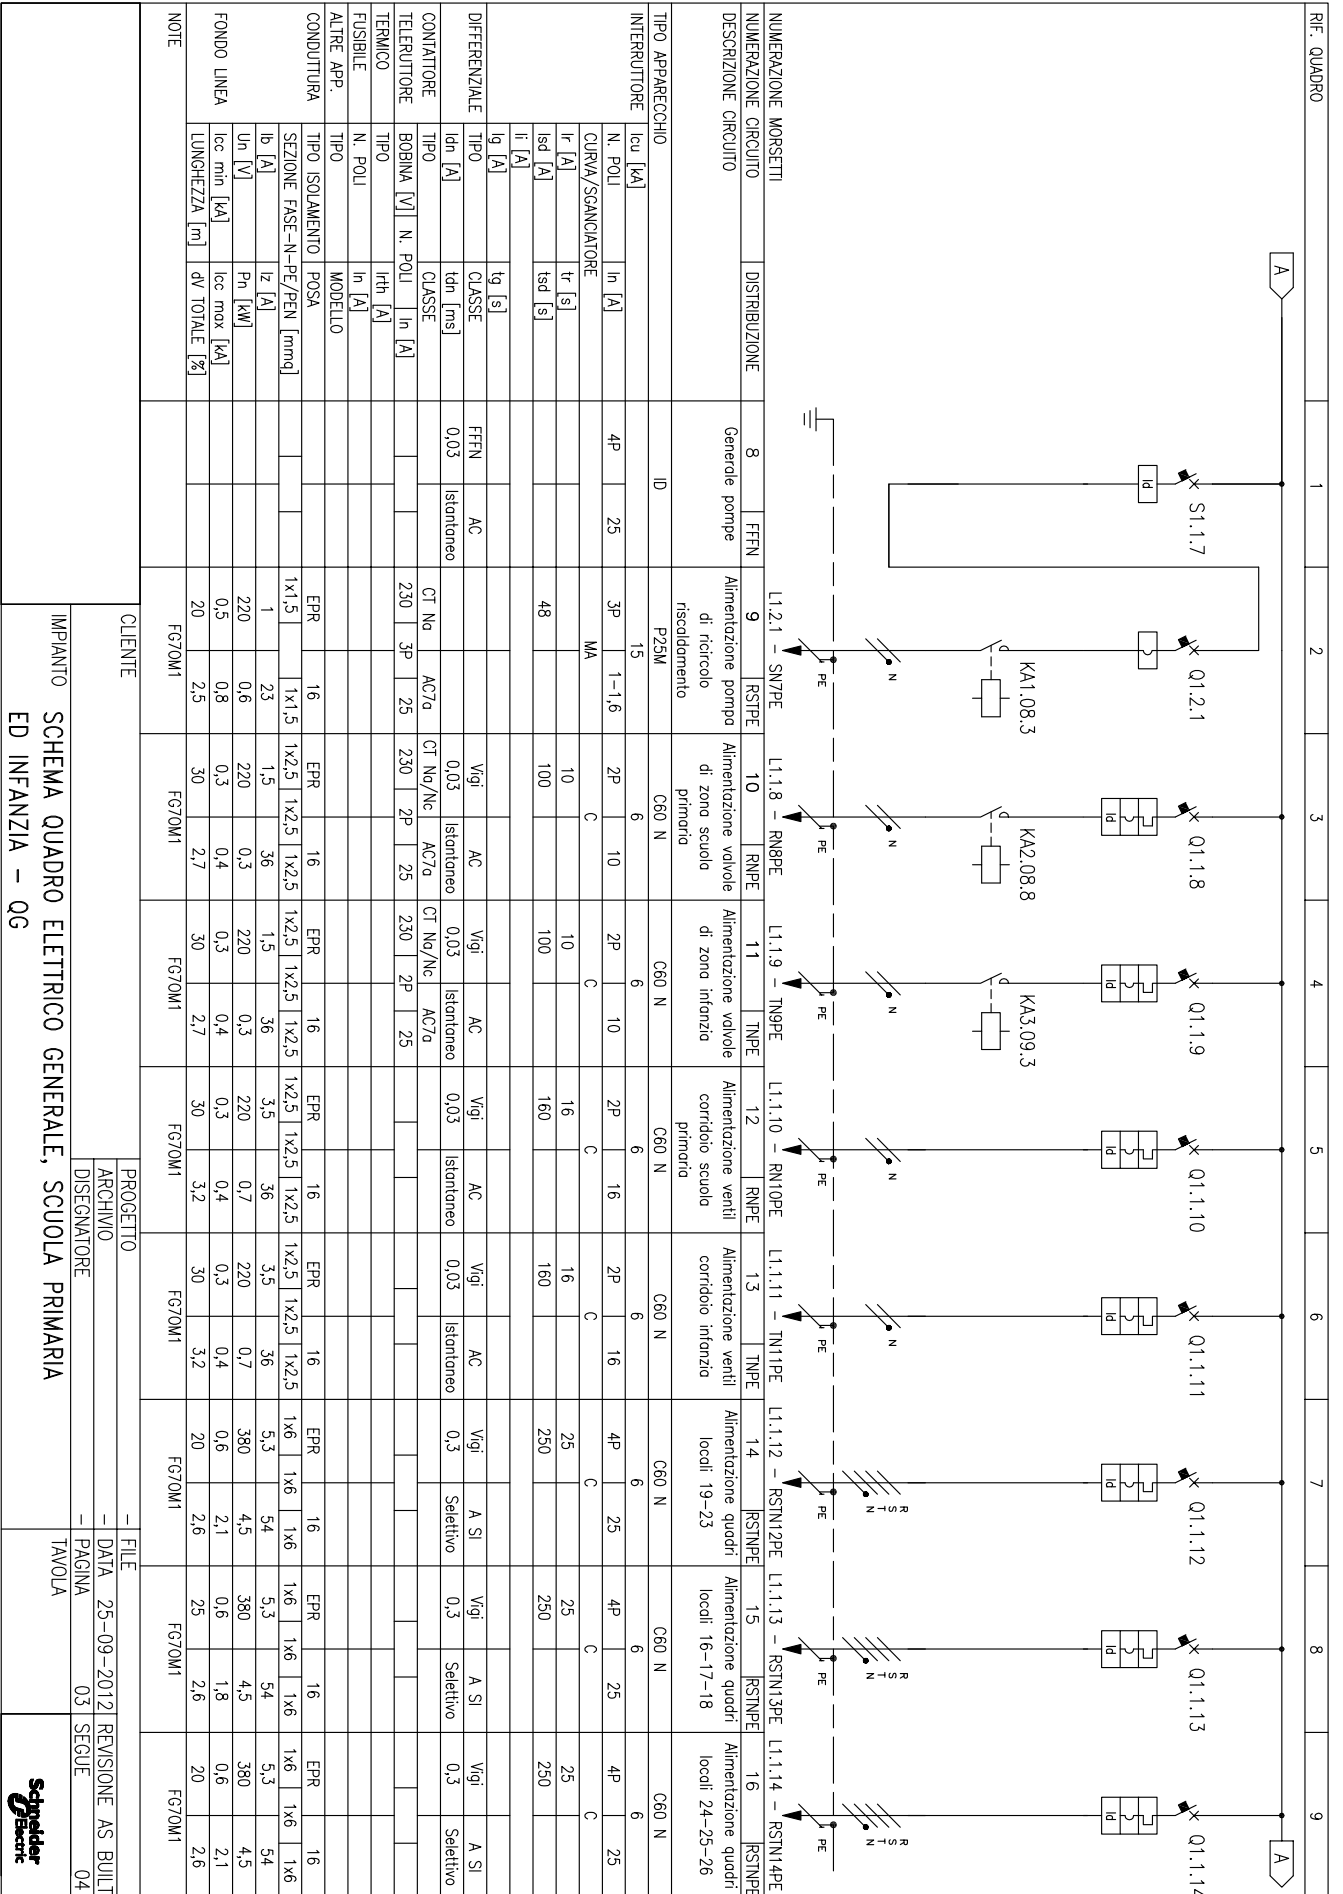 RIF. QUADRO 1 2 3 4 5 6 7 8 9
A A
S1.1.7 Q1.2.1 Q1.1.8 Q1.1.9 Q1.1.10 Q1.1.11 Q1.1.12 Q1.1.13 Q1.1.14
Id Id Id Id Id Id Id Id
KA1.08.3 KA2.08.8 KA3.09.3
N N N N N R S T N R S T N R S T N
PE PE PE PE PE PE PE PE
NUMERAZIONE MORSETTI L1.2.1 - SN7PE L1.1.8 - RN8PE L1.1.9 - TN9PE L1.1.10 - RN10PE L1.1.11 - TN11PE L1.1.12 - RSTN12PE L1.1.13 - RSTN13PE L1.1.14 - RSTN14PE
NUMERAZIONE CIRCUITO DISTRIBUZIONE 8 FFFN 9 RSTPE 10 RNPE 11 TNPE 12 RNPE 13 TNPE 14 RSTNPE 15 RSTNPE 16 RSTNPE
DESCRIZIONE CIRCUITO Generale pompe Alimentazione pompa Alimentazione valvole Alimentazione valvole Alimentazione ventil Alimentazione ventil Alimentazione quadri Alimentazione quadri Alimentazione quadri
di ricircolo di zona scuola di zona infanzia corridoio scuola corridoio infanzia locali 19-23 locali 16-17-18 locali 24-25-26
riscaldamento primaria primaria
TIPO APPARECCHIO ID P25M C60 N C60 N C60 N C60 N C60 N C60 N C60 N
INTERRUTTORE Icu [kA] 15 6 6 6 6 6 6 6
N. POLI In [A] 4P 25 3P 1-1,6 2P 10 2P 10 2P 16 2P 16 4P 25 4P 25 4P 25
CURVA/SGANCIATORE MA C C C C C C C
Ir [A] tr [s] 10 10 16 16 25 25 25
Isd [A] tsd [s] 48 100 100 160 160 250 250 250
Ii [A]
Ig [A] tg [s]
DIFFERENZIALE TIPO CLASSE FFFN AC Vigi AC Vigi AC Vigi AC Vigi AC Vigi A SI Vigi A SI Vigi A SI
Idn [A] tdn [ms] 0,03 Istantaneo 0,03 Istantaneo 0,03 Istantaneo 0,03 Istantaneo 0,03 Istantaneo 0,3 Selettivo 0,3 Selettivo 0,3 Selettivo
CONTATTORE TIPO CLASSE CT Na AC7a CT Na/Nc AC7a CT Na/Nc AC7a
TELERUTTORE BOBINA [V] N. POLI In [A] 230 3P 25 230 2P 25 230 2P 25
TERMICO TIPO Irth [A]
FUSIBILE N. POLI In [A]
ALTRE APP. TIPO MODELLO
CONDUTTURA TIPO ISOLAMENTO POSA EPR 16 EPR 16 EPR 16 EPR 16 EPR 16 EPR 16 EPR 16 EPR 16
SEZIONE FASE-N-PE/PEN [mmq] 1x1,5 1x1,5 1x2,5 1x2,5 1x2,5 1x2,5 1x2,5 1x2,5 1x2,5 1x2,5 1x2,5 1x2,5 1x2,5 1x2,5 1x6 1x6 1x6 1x6 1x6 1x6 1x6 1x6 1x6
Ib [A] Iz [A] 1 23 1,5 36 1,5 36 3,5 36 3,5 36 5,3 54 5,3 54 5,3 54
Un [V] Pn [kW] 220 0,6 220 0,3 220 0,3 220 0,7 220 0,7 380 4,5 380 4,5 380 4,5
FONDO LINEA Icc min [kA] Icc max [kA] 0,5 0,8 0,3 0,4 0,3 0,4 0,3 0,4 0,3 0,4 0,6 2,1 0,6 1,8 0,6 2,1
LUNGHEZZA [m] dV TOTALE [%] 20 2,5 30 2,7 30 2,7 30 3,2 30 3,2 20 2,6 25 2,6 20 2,6
NOTE FG7OM1 FG7OM1 FG7OM1 FG7OM1 FG7OM1 FG7OM1 FG7OM1 FG7OM1
CLIENTE PROGETTO - FILE
ARCHIVIO - DATA 25-09-2012 REVISIONE AS BUILT
DISEGNATORE - PAGINA 03 SEGUE 04
IMPIANTO SCHEMA QUADRO ELETTRICO GENERALE, SCUOLA PRIMARIA
ED INFANZIA - QG
TAVOLA
Schneider
Electric